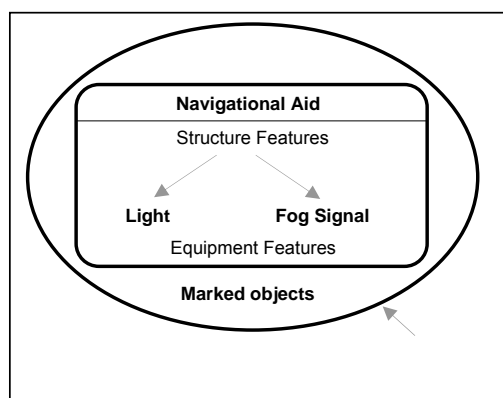 Navigational Aid
Structure Features
Light Fog Signal
Equipment Features
Marked objects